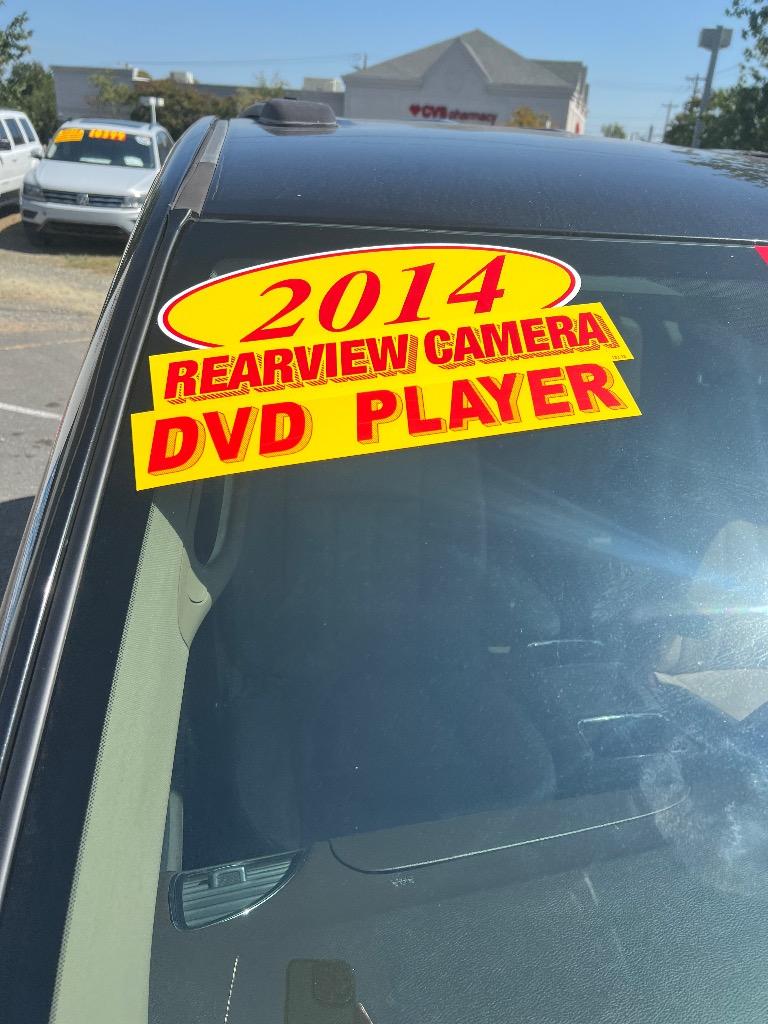 CVS pharmacy
2014
REARVIEW CAMERA
DVD PLAYER